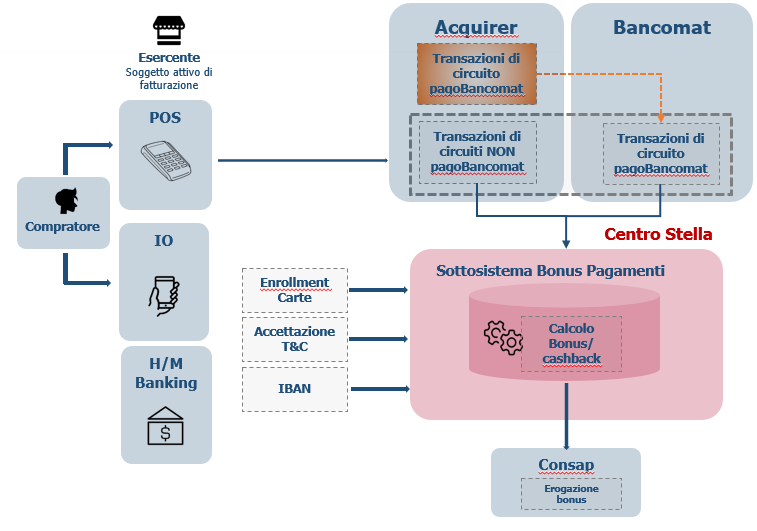 Esercente
Soggetto attivo di
fatturazione
POS
Compratore
IO
H/M
Banking
Acquirer
Transazioni di
circuito
pagoBancomat
Transazioni di
circuiti NON
pagoBancomat
Bancomat
Transazioni di
circuito
pagoBancomat
Centro Stella
Sottosistema Bonus Pagamenti
Enrollment
Carte
Accettazione
T&C
IBAN
Calcolo
Bonus/
cashback
Consap
Erogazione
bonus